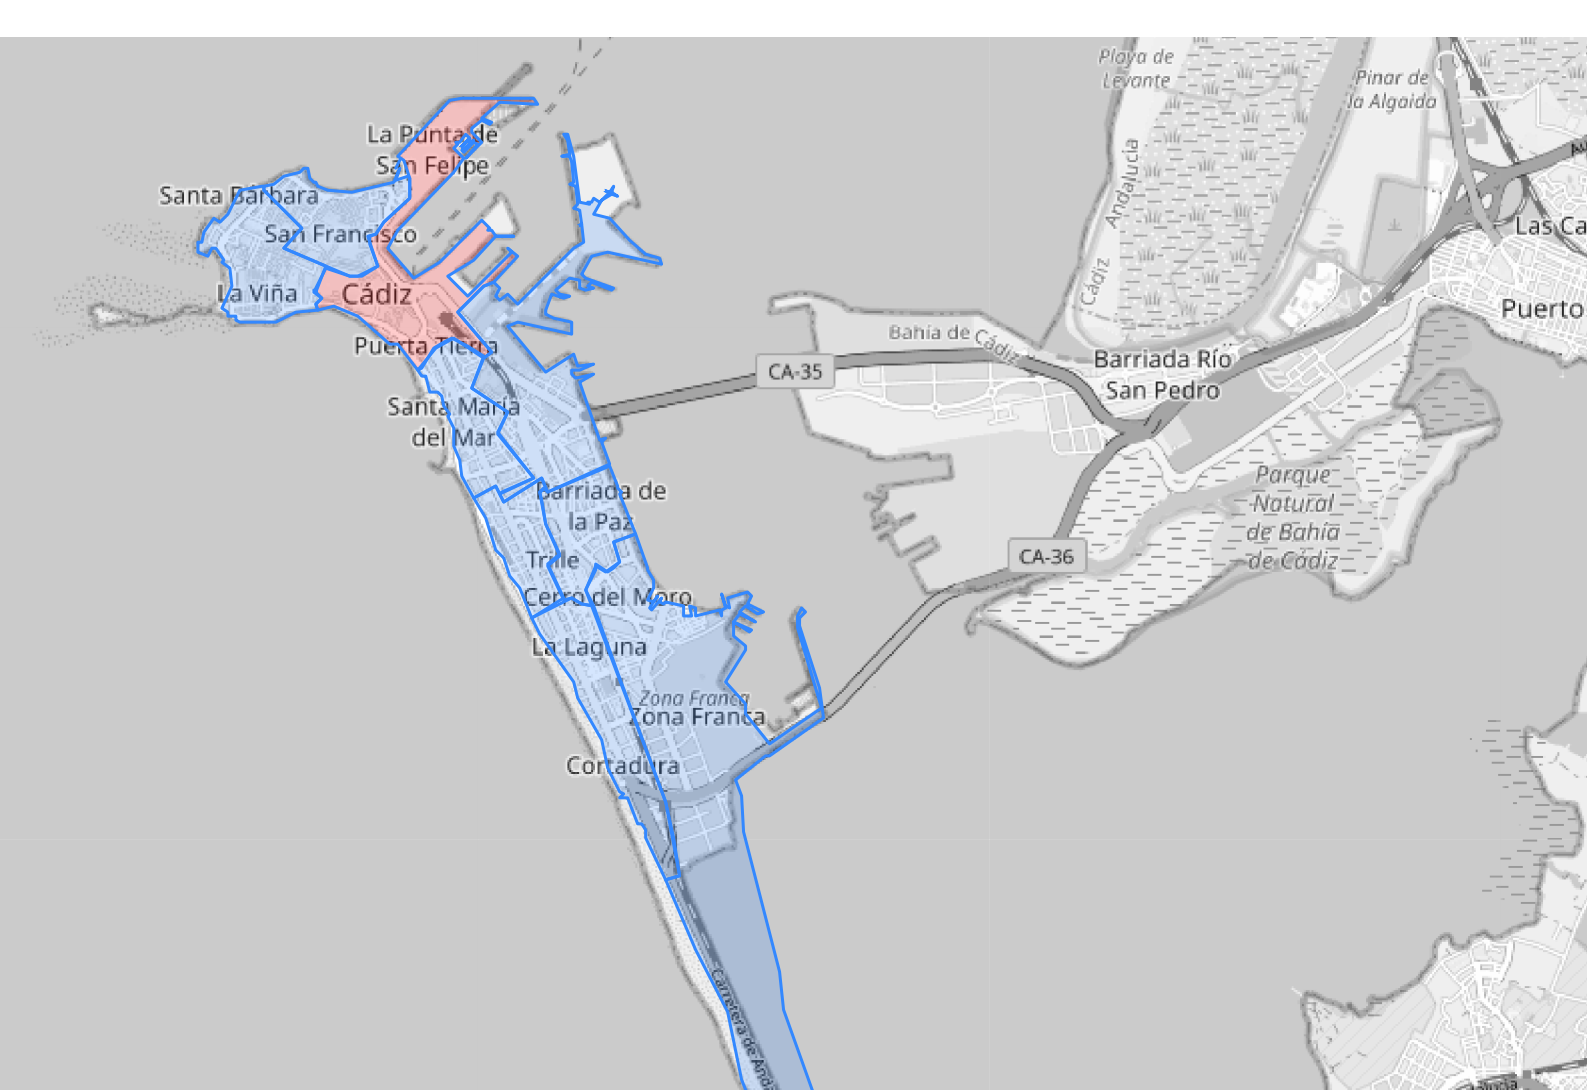 Playa de
Levante
Pinar de
la Algaida
La Punta de
San Felipe
Andalucía
Santa Bárbara
San Francisco
Las Ca
Cádiz
La Viña
Cádiz
Puerto
Bahía de Cádiz
Puerta Tierra
Barriada Río
San Pedro
CA-35
Santa María
del Mar
Parque
Natural
de Bahía
de Cádiz
Barriada de
la Paz
CA-36
Trille
Cerro del Moro
La Laguna
Zona Franca
Zona Franca
Cortadura
Carretera de Anda